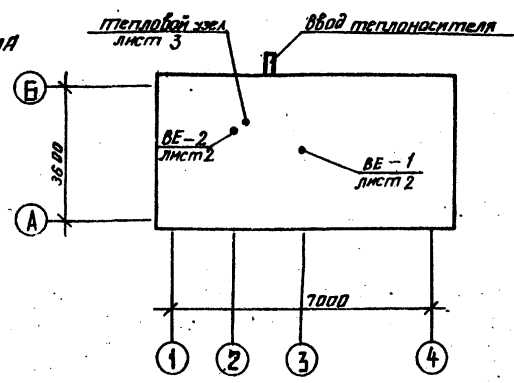 тепловой узел
лист 3
ввод теплоносителя
Б
ВЕ-2
лист 2
ВЕ-1
лист 2
3600
А
7000
1 2 3 4